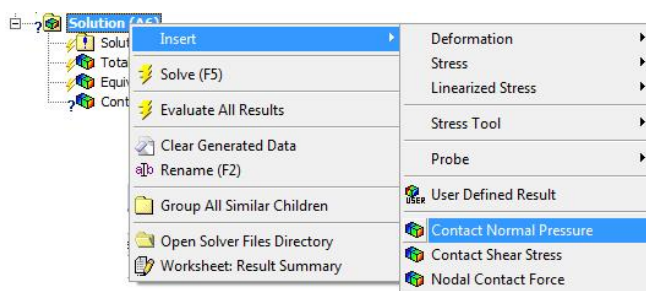 Solution (A6)
Solut
Tota
Equiv
Cont
Insert
Solve (F5)
Evaluate All Results
Clear Generated Data
Rename (F2)
Group All Similar Children
Open Solver Files Directory
Worksheet: Result Summary
Deformation
Stress
Linearized Stress
Stress Tool
Probe
User Defined Result
Contact Normal Pressure
Contact Shear Stress
Nodal Contact Force